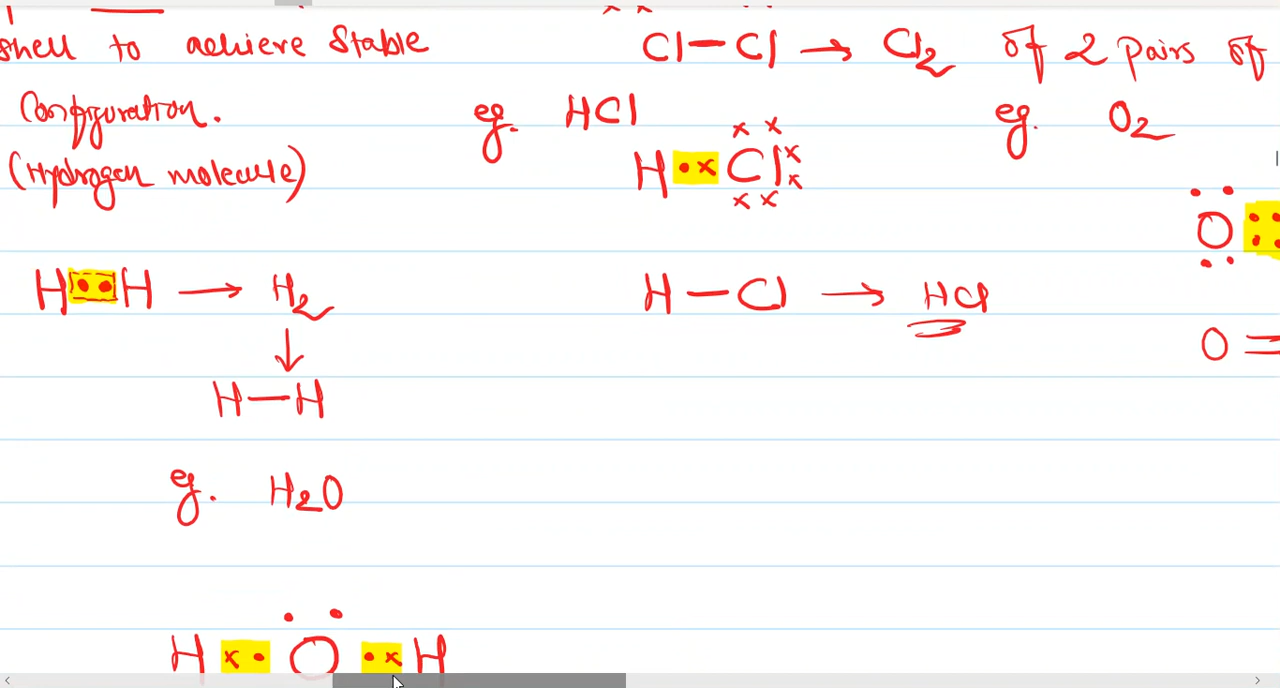 shell to achieve stable
Configuration.
(Hydrogen molecule)
H••H → H₂
↓
H—H
eg. H₂O
H ו O •× H
Cl—Cl → Cl₂
eg. HCl
H •× Cl
H—Cl → HCl
of 2 pairs of
eg. O₂
O
O =